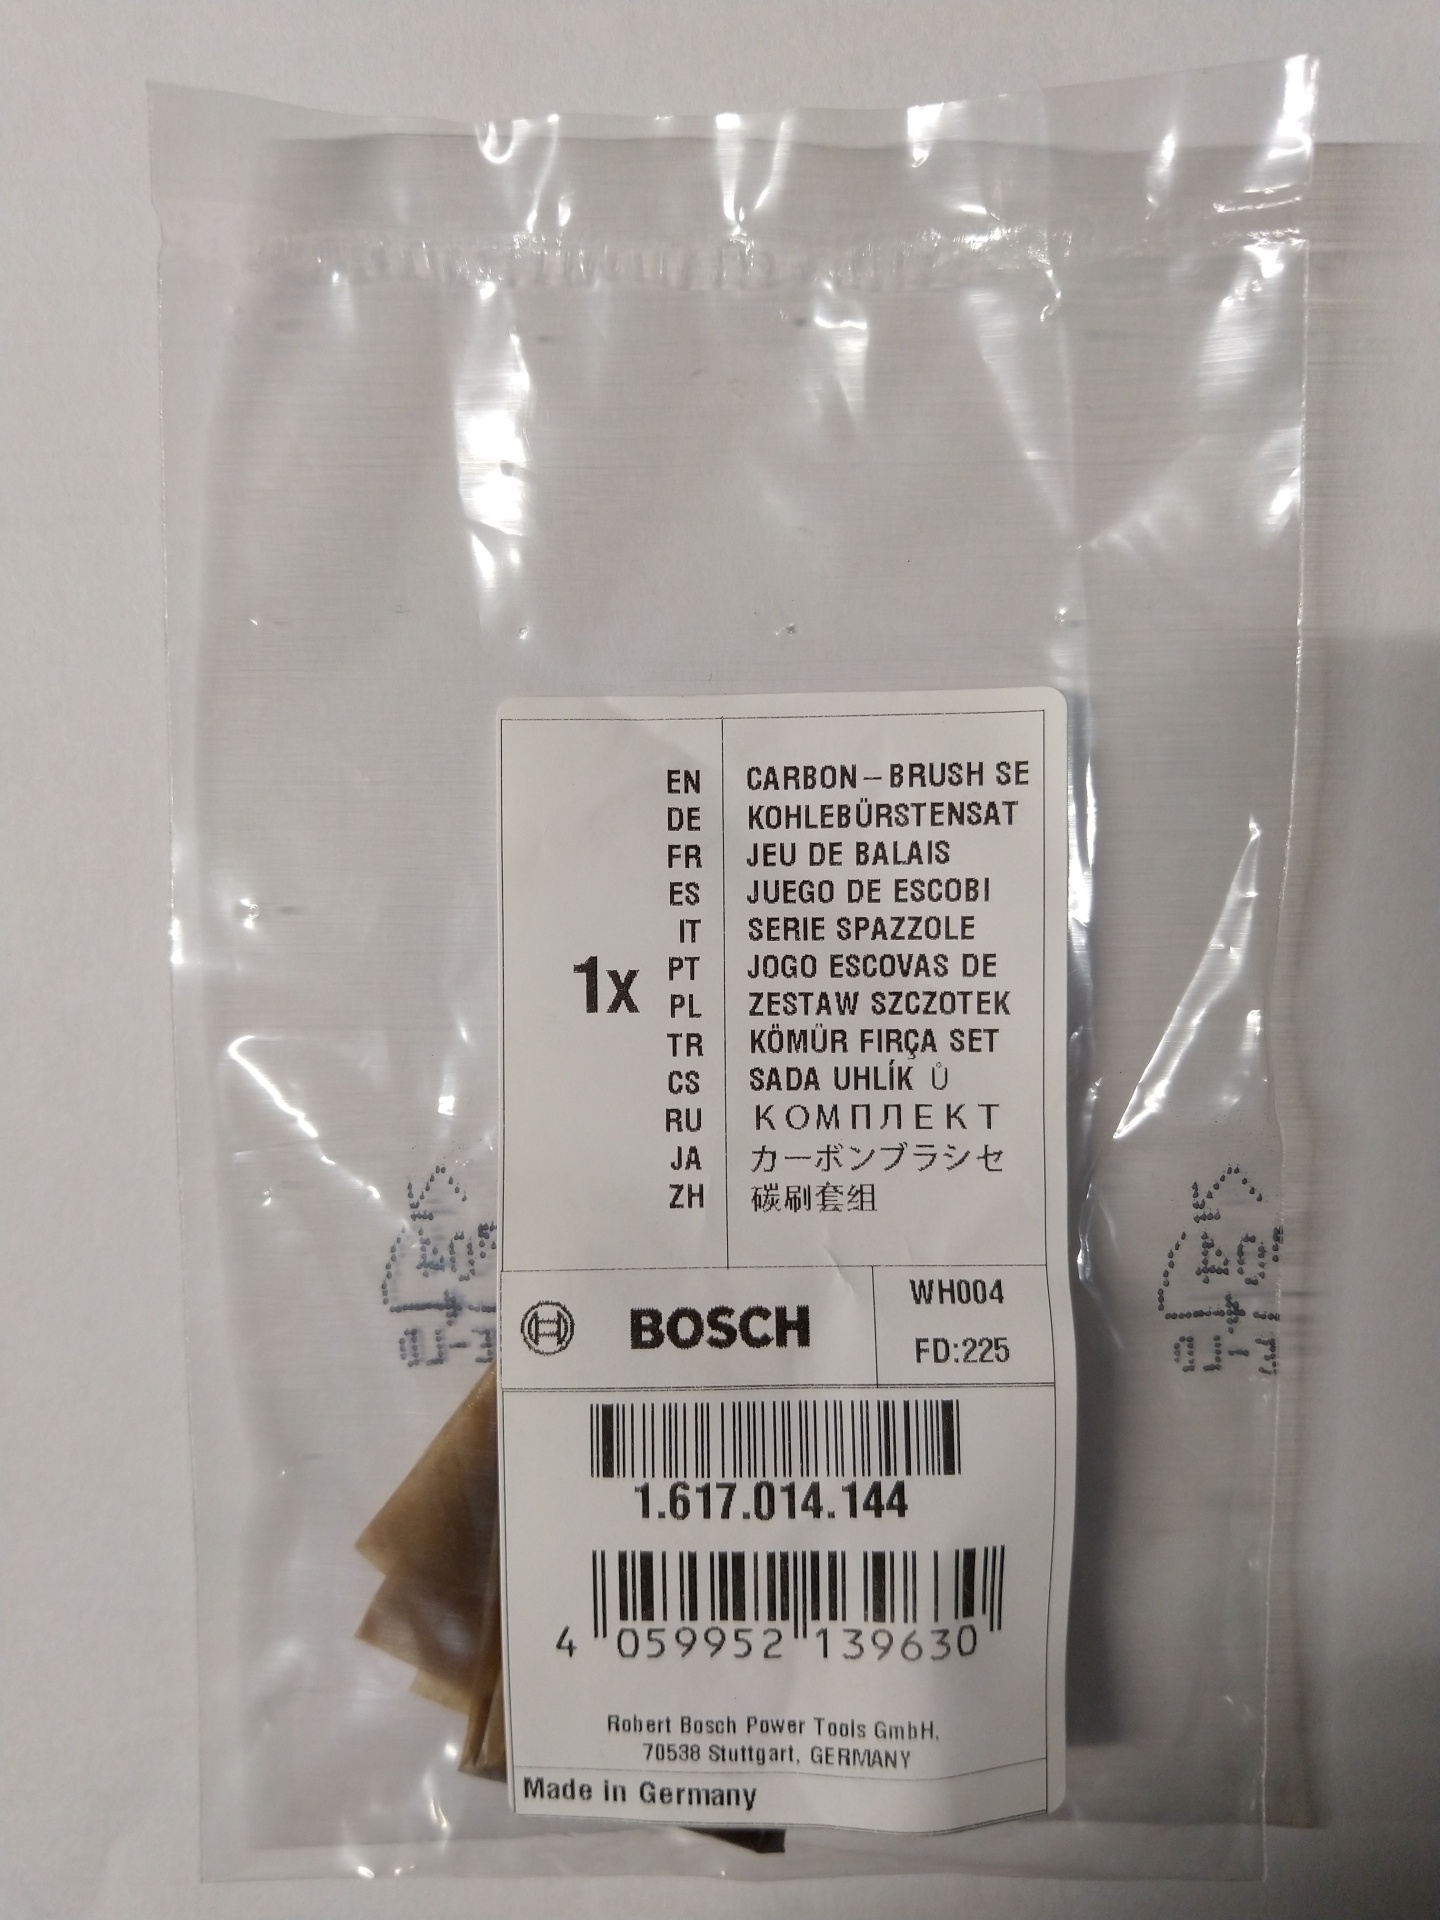 EN CARBON-BRUSH SE
DE KOHLEBÜRSTENSAT
FR JEU DE BALAIS
ES JUEGO DE ESCOBI
IT SERIE SPAZZOLE
1x
PT JOGO ESCOVAS DE
PL ZESTAW SZCZOTEK
TR KÖMÜR FIRÇA SET
CS SADA UHLÍK Ů
RU КОМПЛЕКТ
JA カーボンブラシセ
ZH 碳刷套组
BOSCH
WH004
FD:225
1.617.014.144
4 059952 139630
Robert Bosch Power Tools GmbH,
70538 Stuttgart, GERMANY
Made in Germany